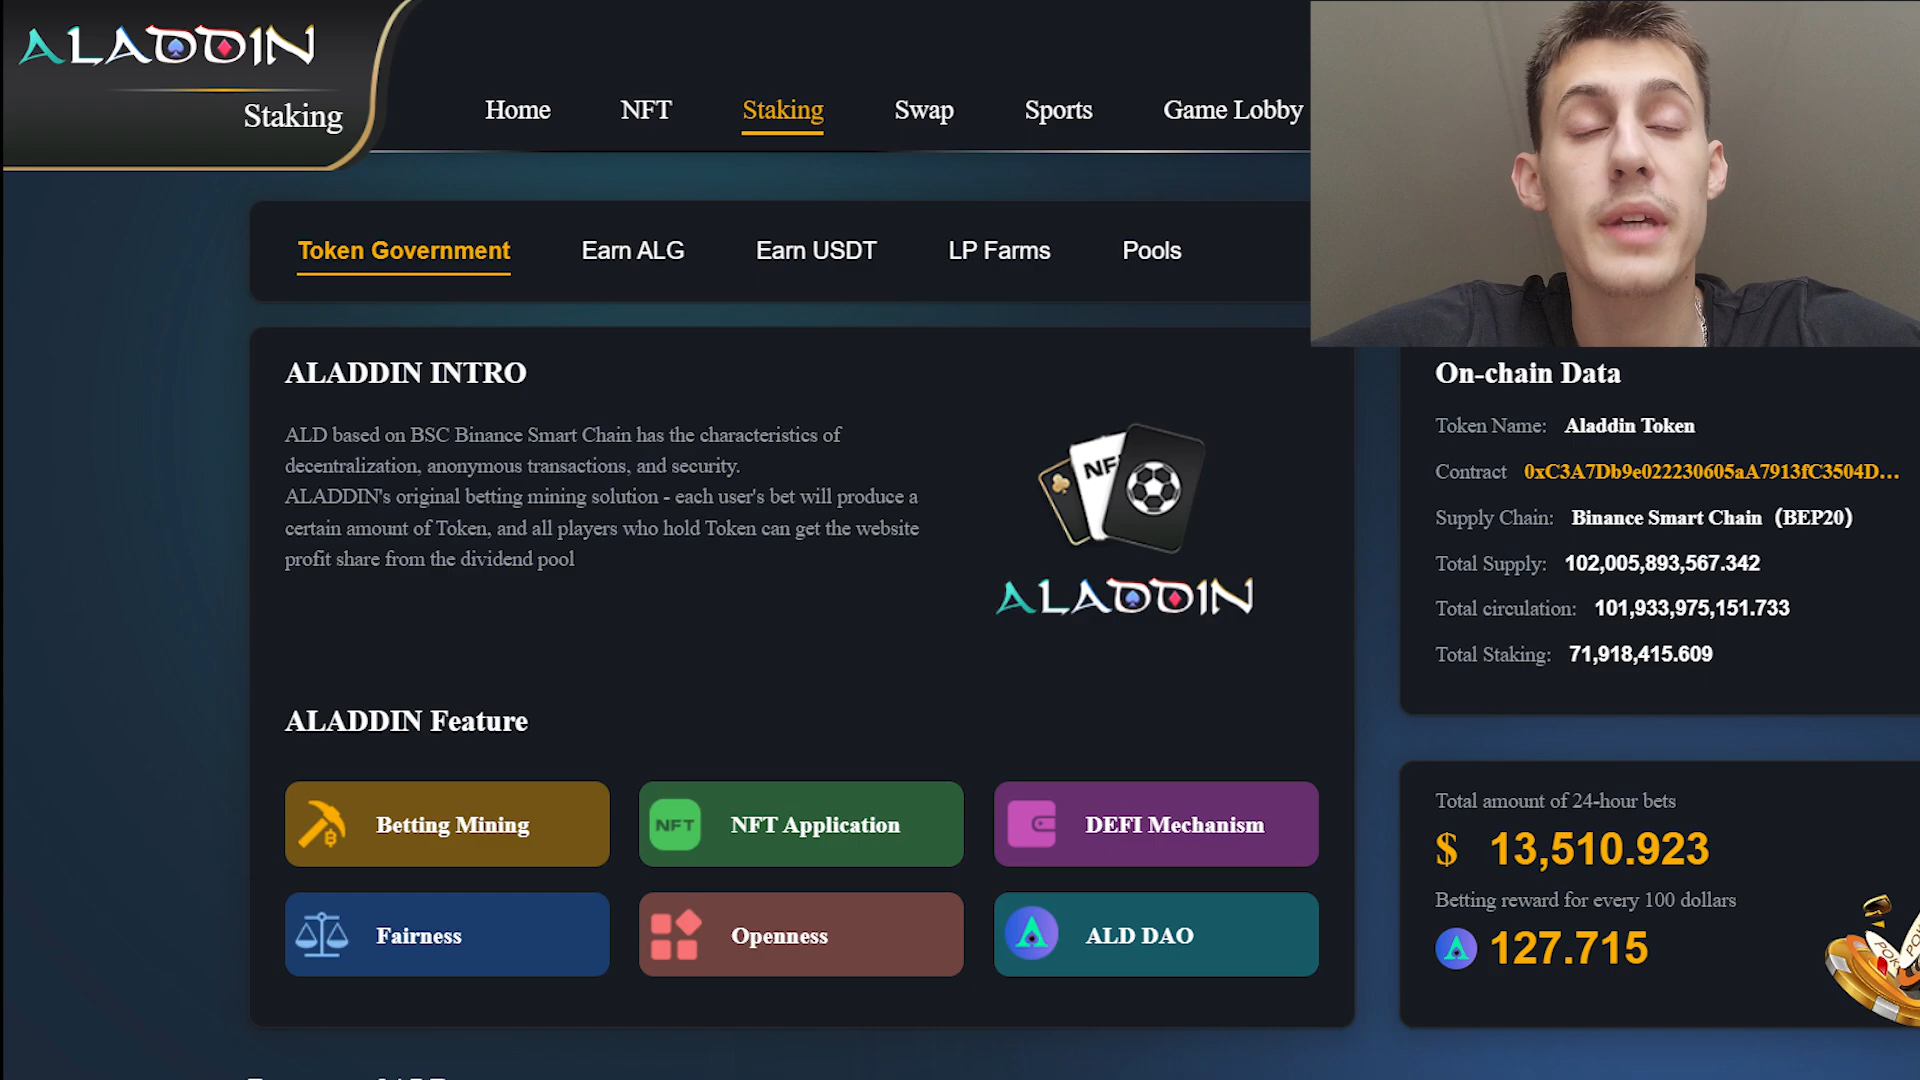 ALADDIN
Staking
Home
NFT
Staking
Swap
Sports
Game Lobby
Token Government
Earn ALG
Earn USDT
LP Farms
Pools
ALADDIN INTRO
ALD based on BSC Binance Smart Chain has the characteristics of
decentralization, anonymous transactions, and security.
ALADDIN's original betting mining solution - each user's bet will produce a
certain amount of Token, and all players who hold Token can get the website
profit share from the dividend pool
ALADDIN
ALADDIN Feature
Betting Mining
NFT
NFT Application
DEFI Mechanism
Fairness
Openness
ALD DAO
On-chain Data
Token Name: Aladdin Token
Contract 0xC3A7Db9e022230605aA7913fC3504D...
Supply Chain: Binance Smart Chain (BEP20)
Total Supply: 102,005,893,567.342
Total circulation: 101,933,975,151.733
Total Staking: 71,918,415.609
Total amount of 24-hour bets
$ 13,510.923
Betting reward for every 100 dollars
127.715